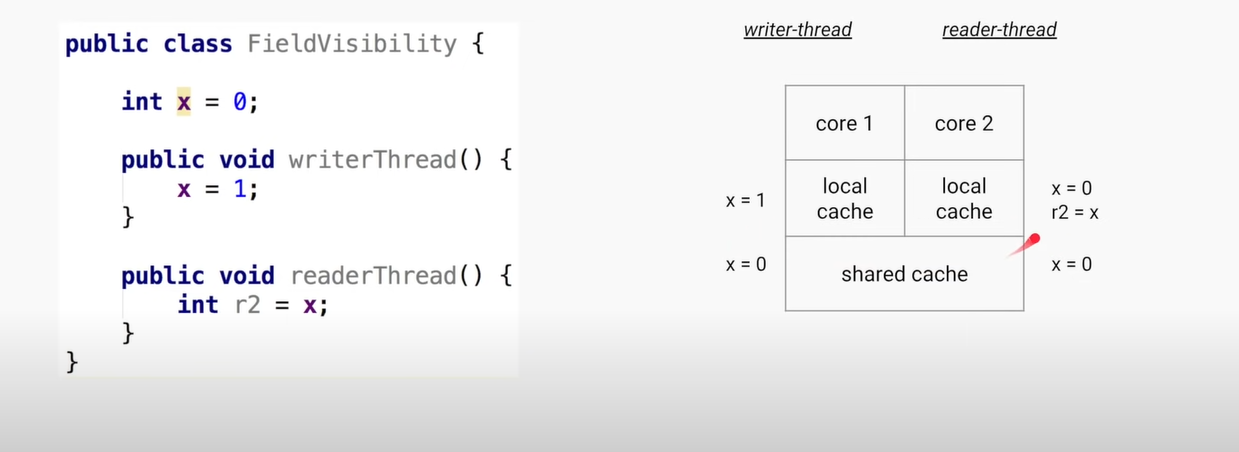 public class FieldVisibility {
int x = 0;
public void writerThread() {
x = 1;
}
public void readerThread() {
int r2 = x;
}
}
writer-thread
reader-thread
core 1
core 2
x = 1
local
cache
local
cache
x = 0
r2 = x
x = 0
shared cache
x = 0